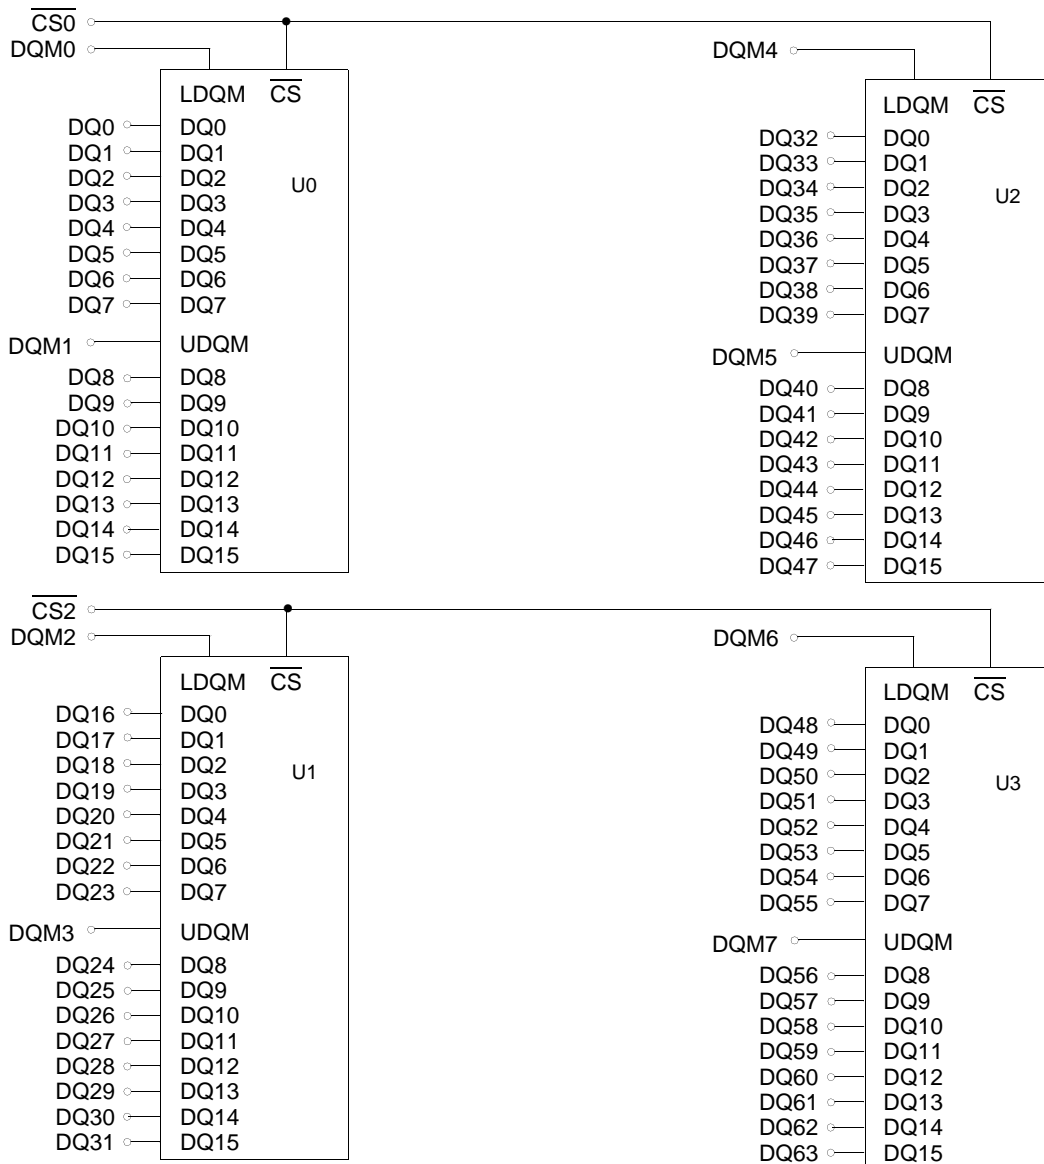 CS0
DQM0
LDQM CS
DQ0 DQ0
DQ1 DQ1
DQ2 DQ2
U0
DQ3 DQ3
DQ4 DQ4
DQ5 DQ5
DQ6 DQ6
DQ7 DQ7
DQM1 UDQM
DQ8 DQ8
DQ9 DQ9
DQ10 DQ10
DQ11 DQ11
DQ12 DQ12
DQ13 DQ13
DQ14 DQ14
DQ15 DQ15
DQM4
LDQM CS
DQ32 DQ0
DQ33 DQ1
DQ34 DQ2
U2
DQ35 DQ3
DQ36 DQ4
DQ37 DQ5
DQ38 DQ6
DQ39 DQ7
DQM5 UDQM
DQ40 DQ8
DQ41 DQ9
DQ42 DQ10
DQ43 DQ11
DQ44 DQ12
DQ45 DQ13
DQ46 DQ14
DQ47 DQ15
CS2
DQM2
LDQM CS
DQ16 DQ0
DQ17 DQ1
DQ18 DQ2
U1
DQ19 DQ3
DQ20 DQ4
DQ21 DQ5
DQ22 DQ6
DQ23 DQ7
DQM3 UDQM
DQ24 DQ8
DQ25 DQ9
DQ26 DQ10
DQ27 DQ11
DQ28 DQ12
DQ29 DQ13
DQ30 DQ14
DQ31 DQ15
DQM6
LDQM CS
DQ48 DQ0
DQ49 DQ1
DQ50 DQ2
U3
DQ51 DQ3
DQ52 DQ4
DQ53 DQ5
DQ54 DQ6
DQ55 DQ7
DQM7 UDQM
DQ56 DQ8
DQ57 DQ9
DQ58 DQ10
DQ59 DQ11
DQ60 DQ12
DQ61 DQ13
DQ62 DQ14
DQ63 DQ15